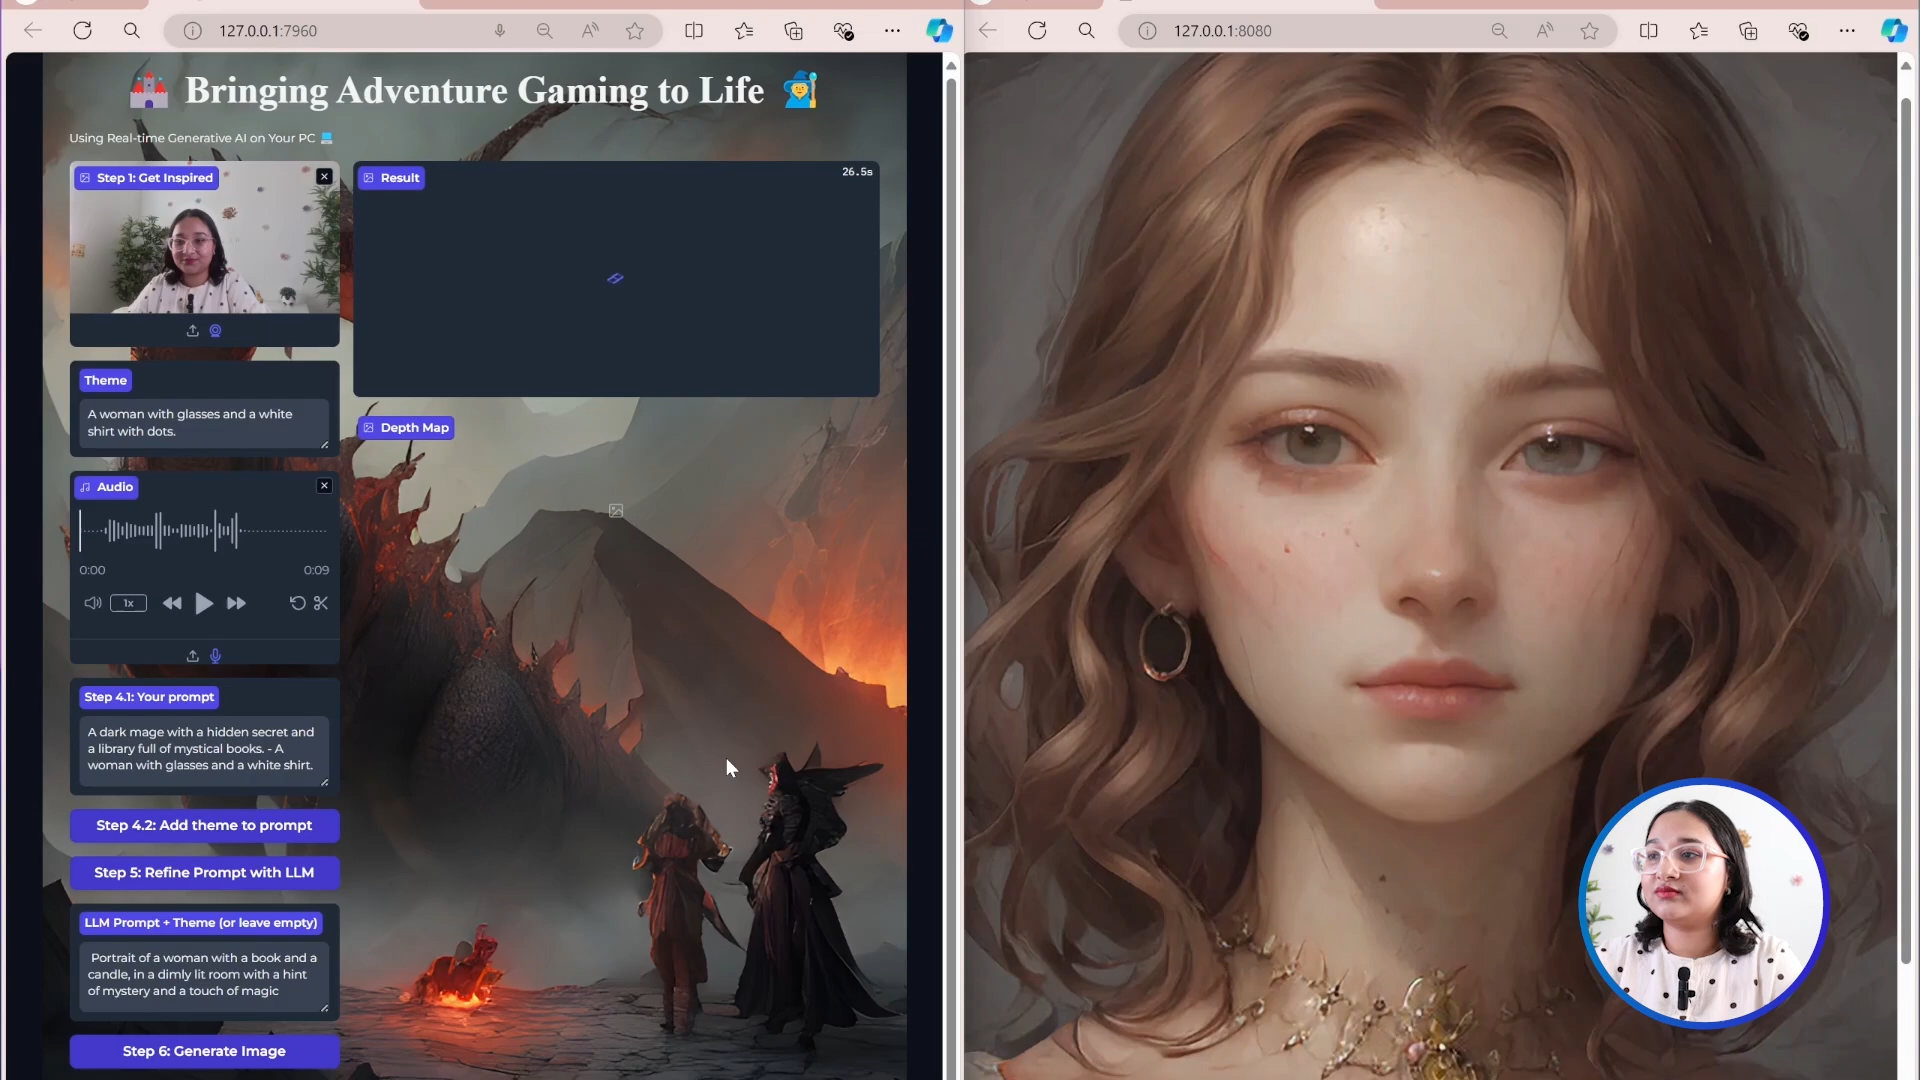 127.0.0.1:7960
127.0.0.1:8080
Bringing Adventure Gaming to Life
Using Real-time Generative AI on Your PC
Step 1: Get Inspired
Result
26.5s
Theme
A woman with glasses and a white
shirt with dots.
Depth Map
Audio
0:00
0:09
1x
Step 4.1: Your prompt
A dark mage with a hidden secret and
a library full of mystical books. - A
woman with glasses and a white shirt.
Step 4.2: Add theme to prompt
Step 5: Refine Prompt with LLM
LLM Prompt + Theme (or leave empty)
Portrait of a woman with a book and a
candle, in a dimly lit room with a hint
of mystery and a touch of magic
Step 6: Generate Image